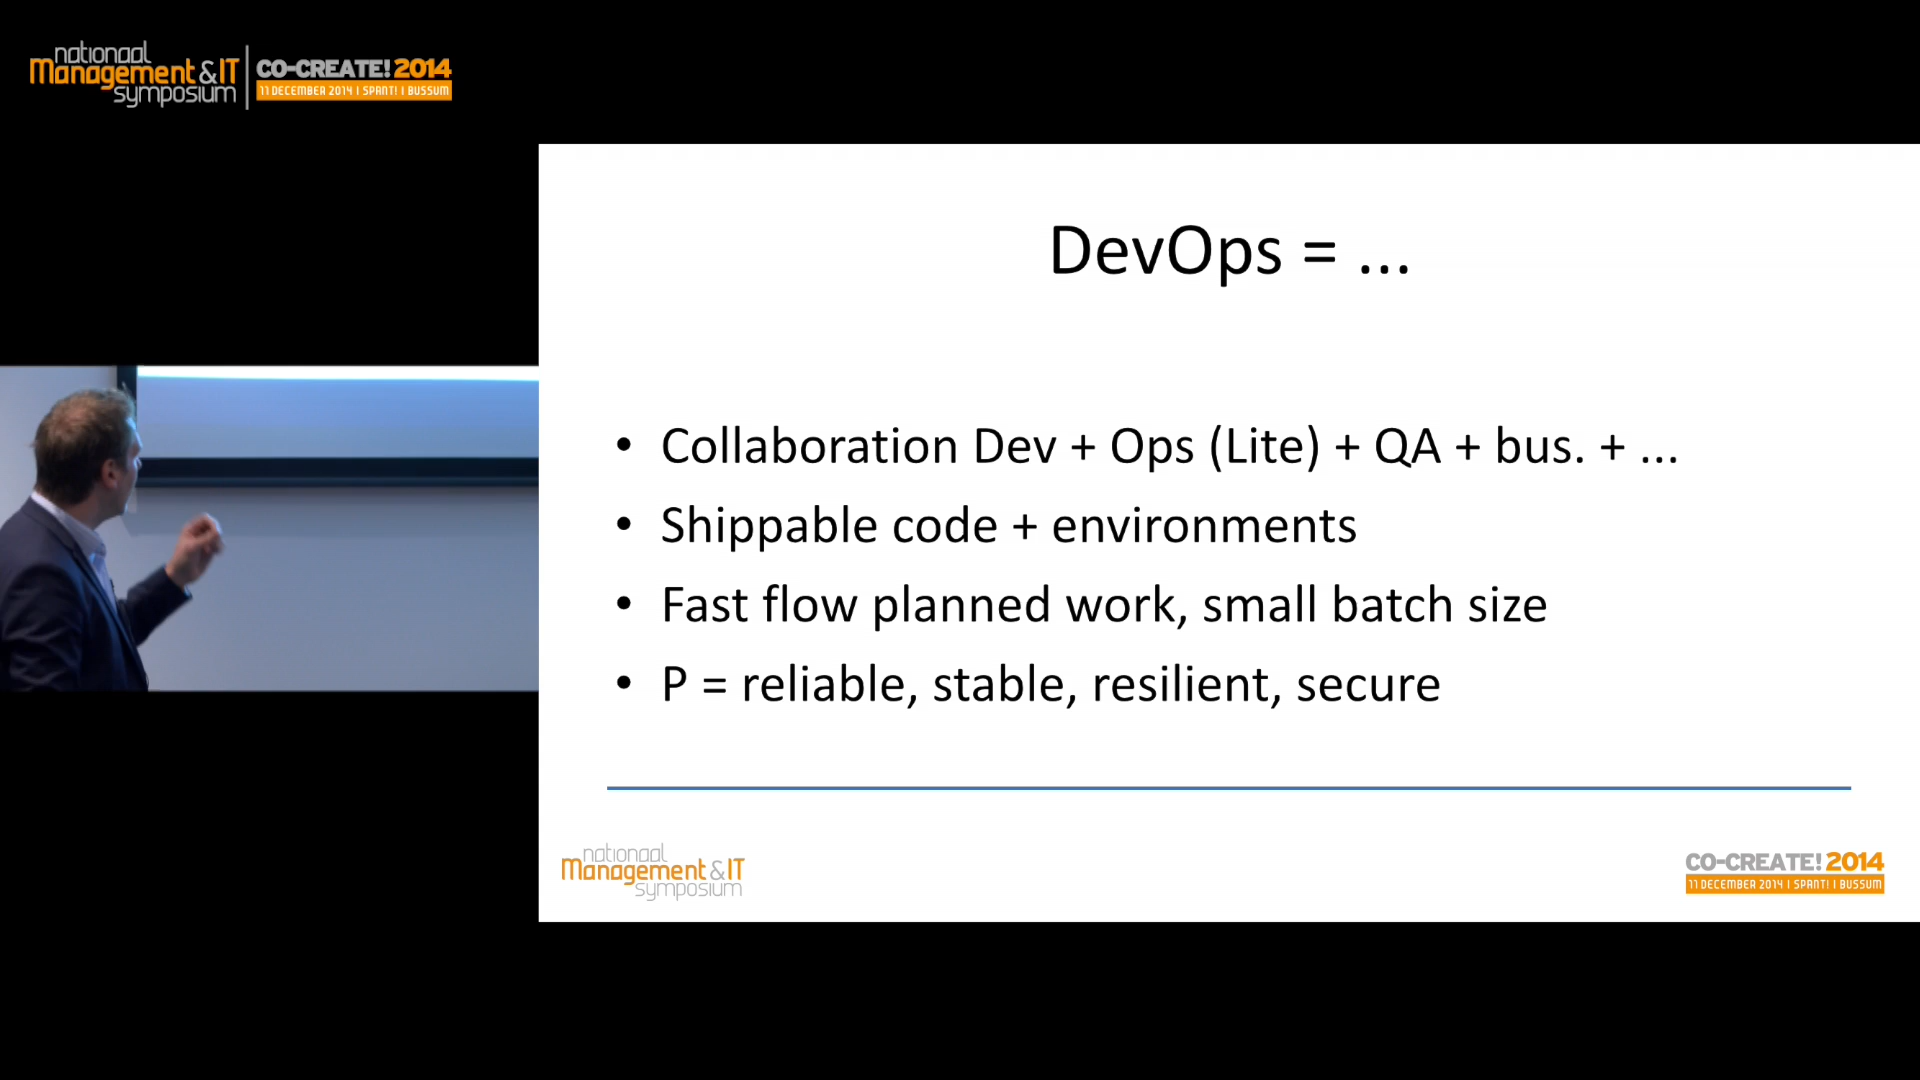 nationaal
Management & IT
symposium
CO-CREATE! 2014
11 DECEMBER 2014 | SPANT! | BUSSUM
DevOps = ...
• Collaboration Dev + Ops (Lite) + QA + bus. + ...
• Shippable code + environments
• Fast flow planned work, small batch size
• P = reliable, stable, resilient, secure
nationaal
Management & IT
symposium
CO-CREATE! 2014
11 DECEMBER 2014 | SPANT! | BUSSUM